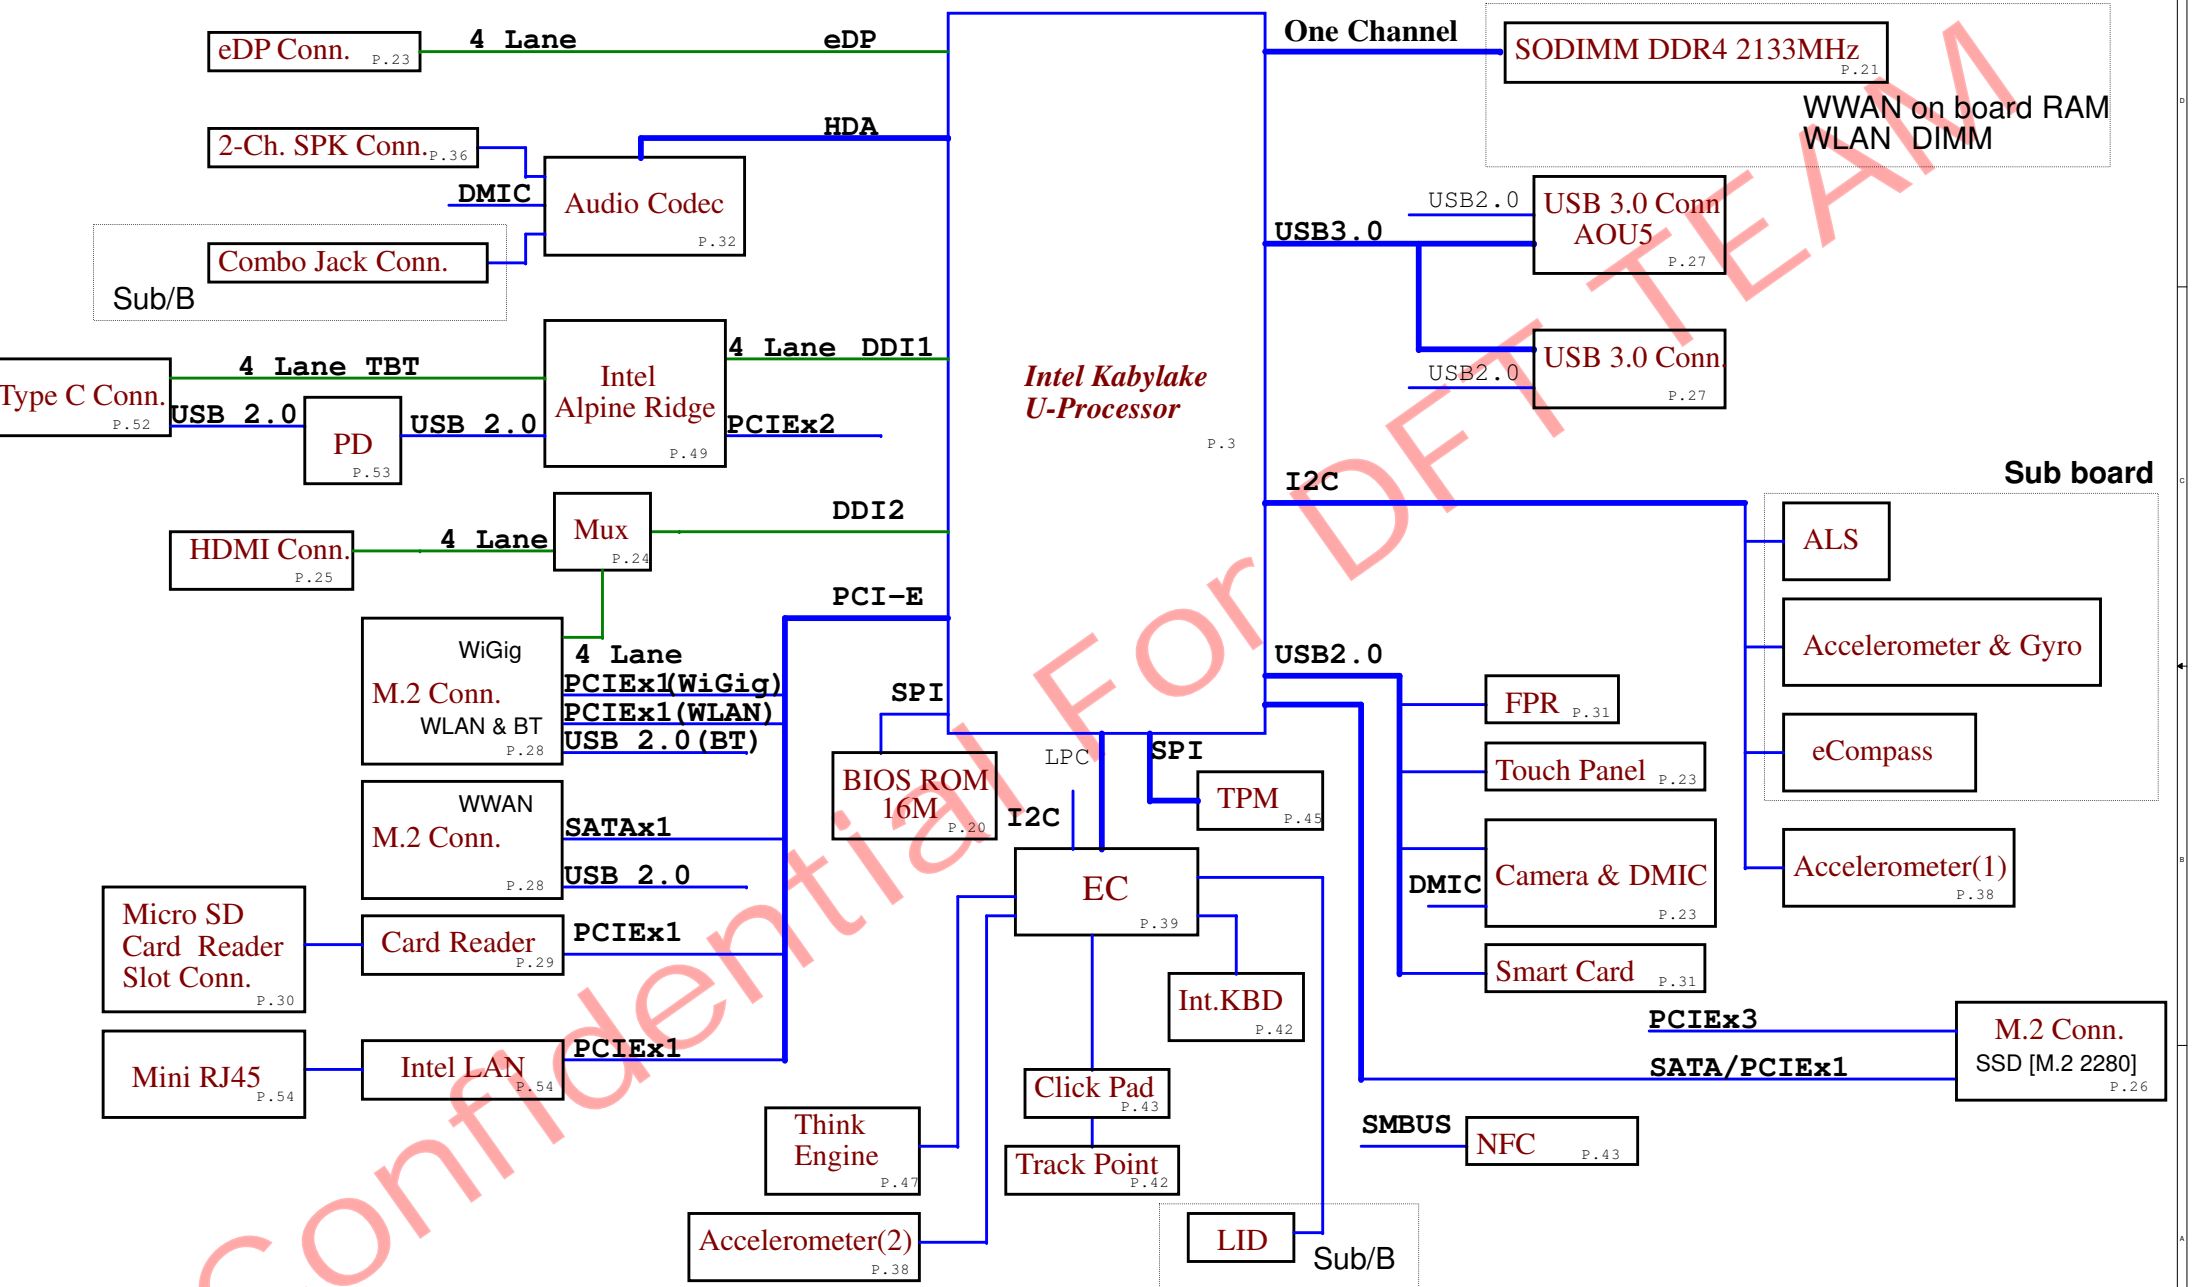 eDP Conn. P.23
4 Lane eDP
One Channel
SODIMM DDR4 2133MHz
P.21
WWAN on board RAM
WLAN DIMM
2-Ch. SPK Conn. P.36
HDA
DMIC
Audio Codec
P.32
Combo Jack Conn.
Sub/B
USB2.0
USB 3.0 Conn
AOU5
P.27
USB3.0
USB 3.0 Conn.
USB2.0
P.27
Type C Conn.
P.52
4 Lane TBT
USB 2.0
PD
P.53
USB 2.0
Intel
Alpine Ridge
P.49
4 Lane DDI1
PCIEx2
Intel Kabylake
U-Processor
P.3
I2C
Sub board
ALS
Accelerometer & Gyro
eCompass
Accelerometer(1)
P.38
HDMI Conn.
P.25
4 Lane
Mux
P.24
DDI2
PCI-E
WiGig
M.2 Conn.
WLAN & BT
P.28
4 Lane
PCIEx1(WiGig)
PCIEx1(WLAN)
USB 2.0(BT)
WWAN
M.2 Conn.
P.28
SATAx1
USB 2.0
Micro SD
Card Reader
Slot Conn.
P.30
Card Reader
P.29
PCIEx1
Mini RJ45
P.54
Intel LAN
P.54
PCIEx1
SPI
BIOS ROM
16M
P.20
LPC
I2C
SPI
TPM
P.45
EC
P.39
Int.KBD
P.42
Click Pad
P.43
Track Point
P.42
Think
Engine
P.47
Accelerometer(2)
P.38
LID
Sub/B
USB2.0
FPR P.31
Touch Panel P.23
DMIC
Camera & DMIC
P.23
Smart Card P.31
PCIEx3
SATA/PCIEx1
M.2 Conn.
SSD [M.2 2280]
P.26
SMBUS
NFC P.43
Confidential For DFT TEAM
D
C
B
A